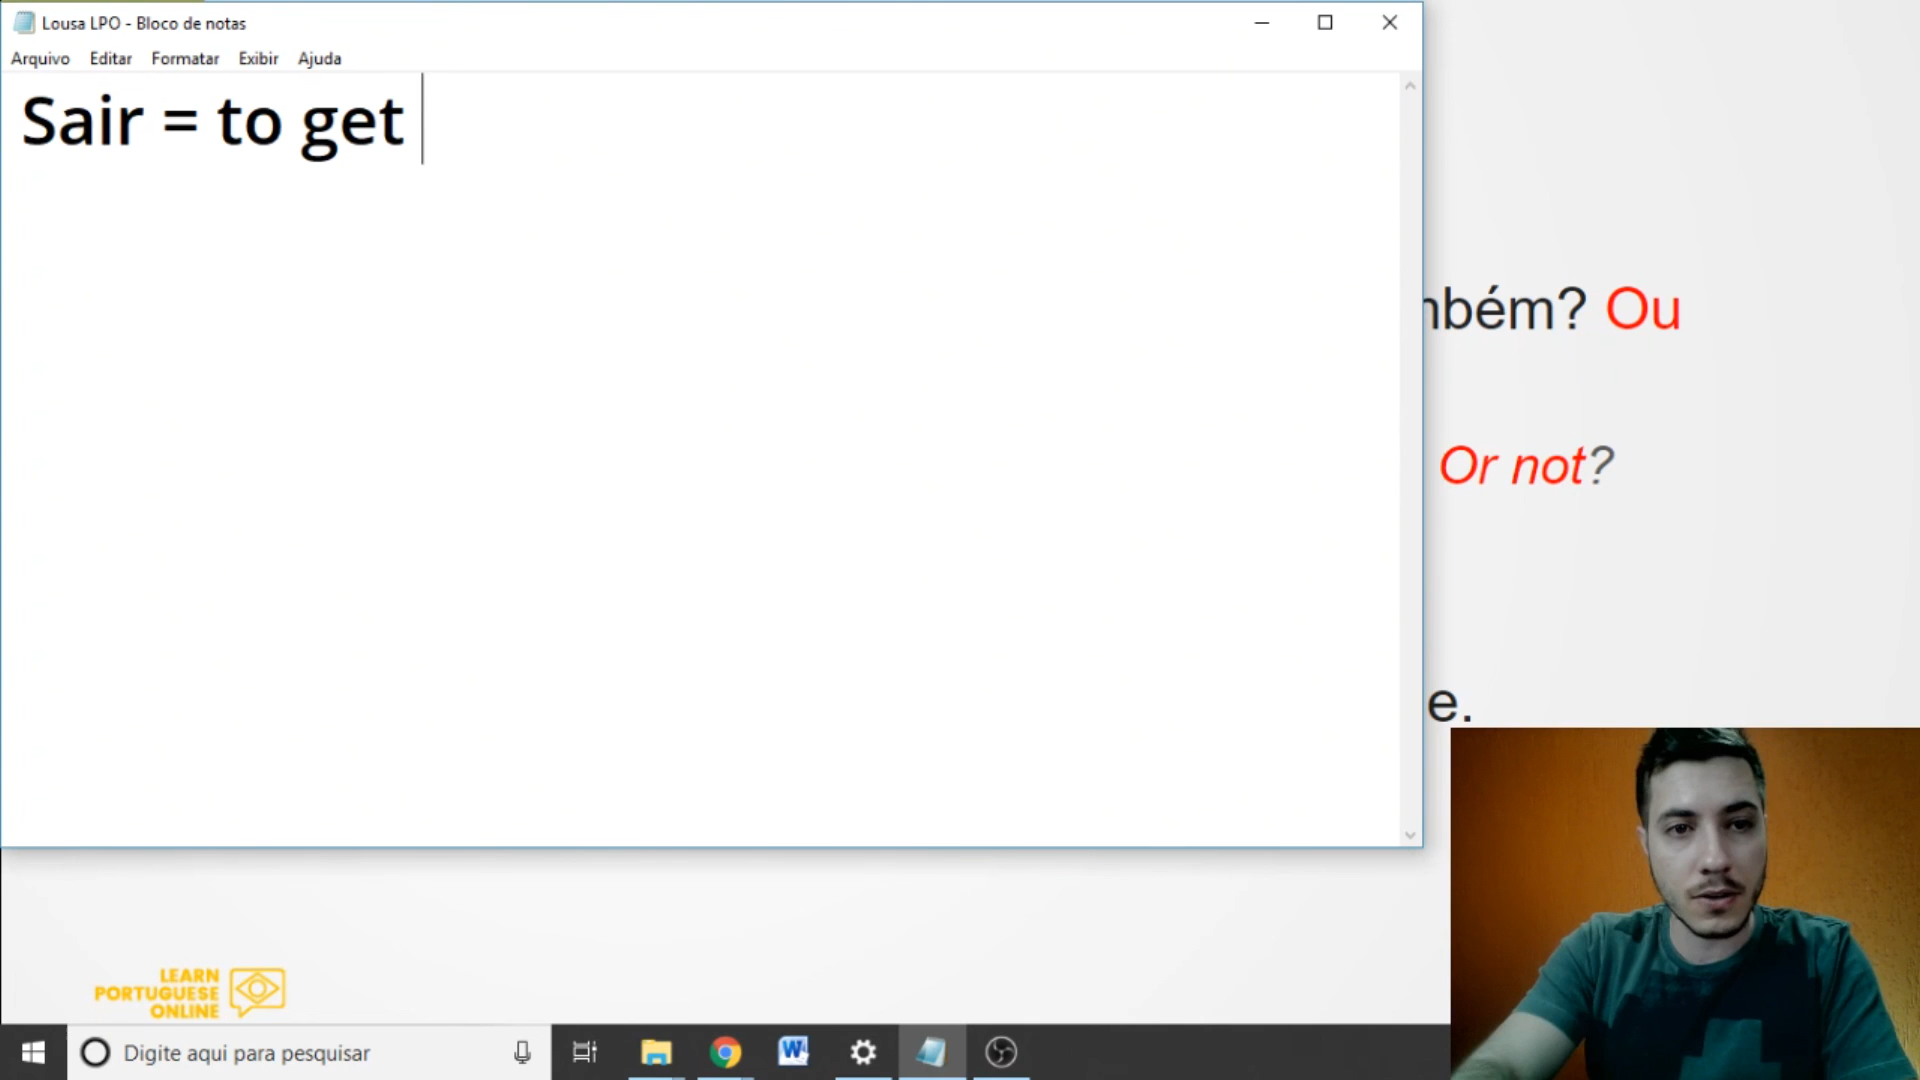 Lousa LPO - Bloco de notas
Arquivo Editar Formatar Exibir Ajuda
Sair = to get
? Ou
Or not?
e.
LEARN
PORTUGUESE
ONLINE
Digite aqui para pesquisar